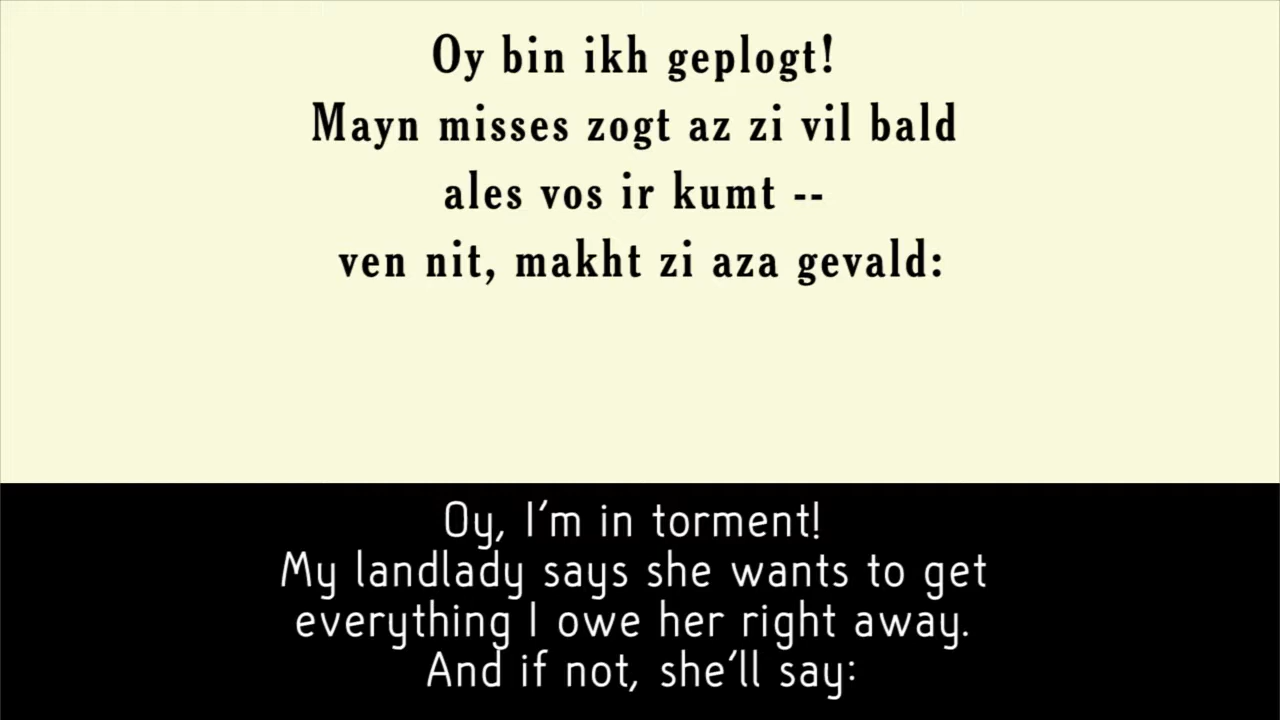 Oy bin ikh geplogt!
Mayn misses zogt az zi vil bald
ales vos ir kumt --
ven nit, makht zi aza gevald:
Oy, I'm in torment!
My landlady says she wants to get
everything I owe her right away.
And if not, she'll say: